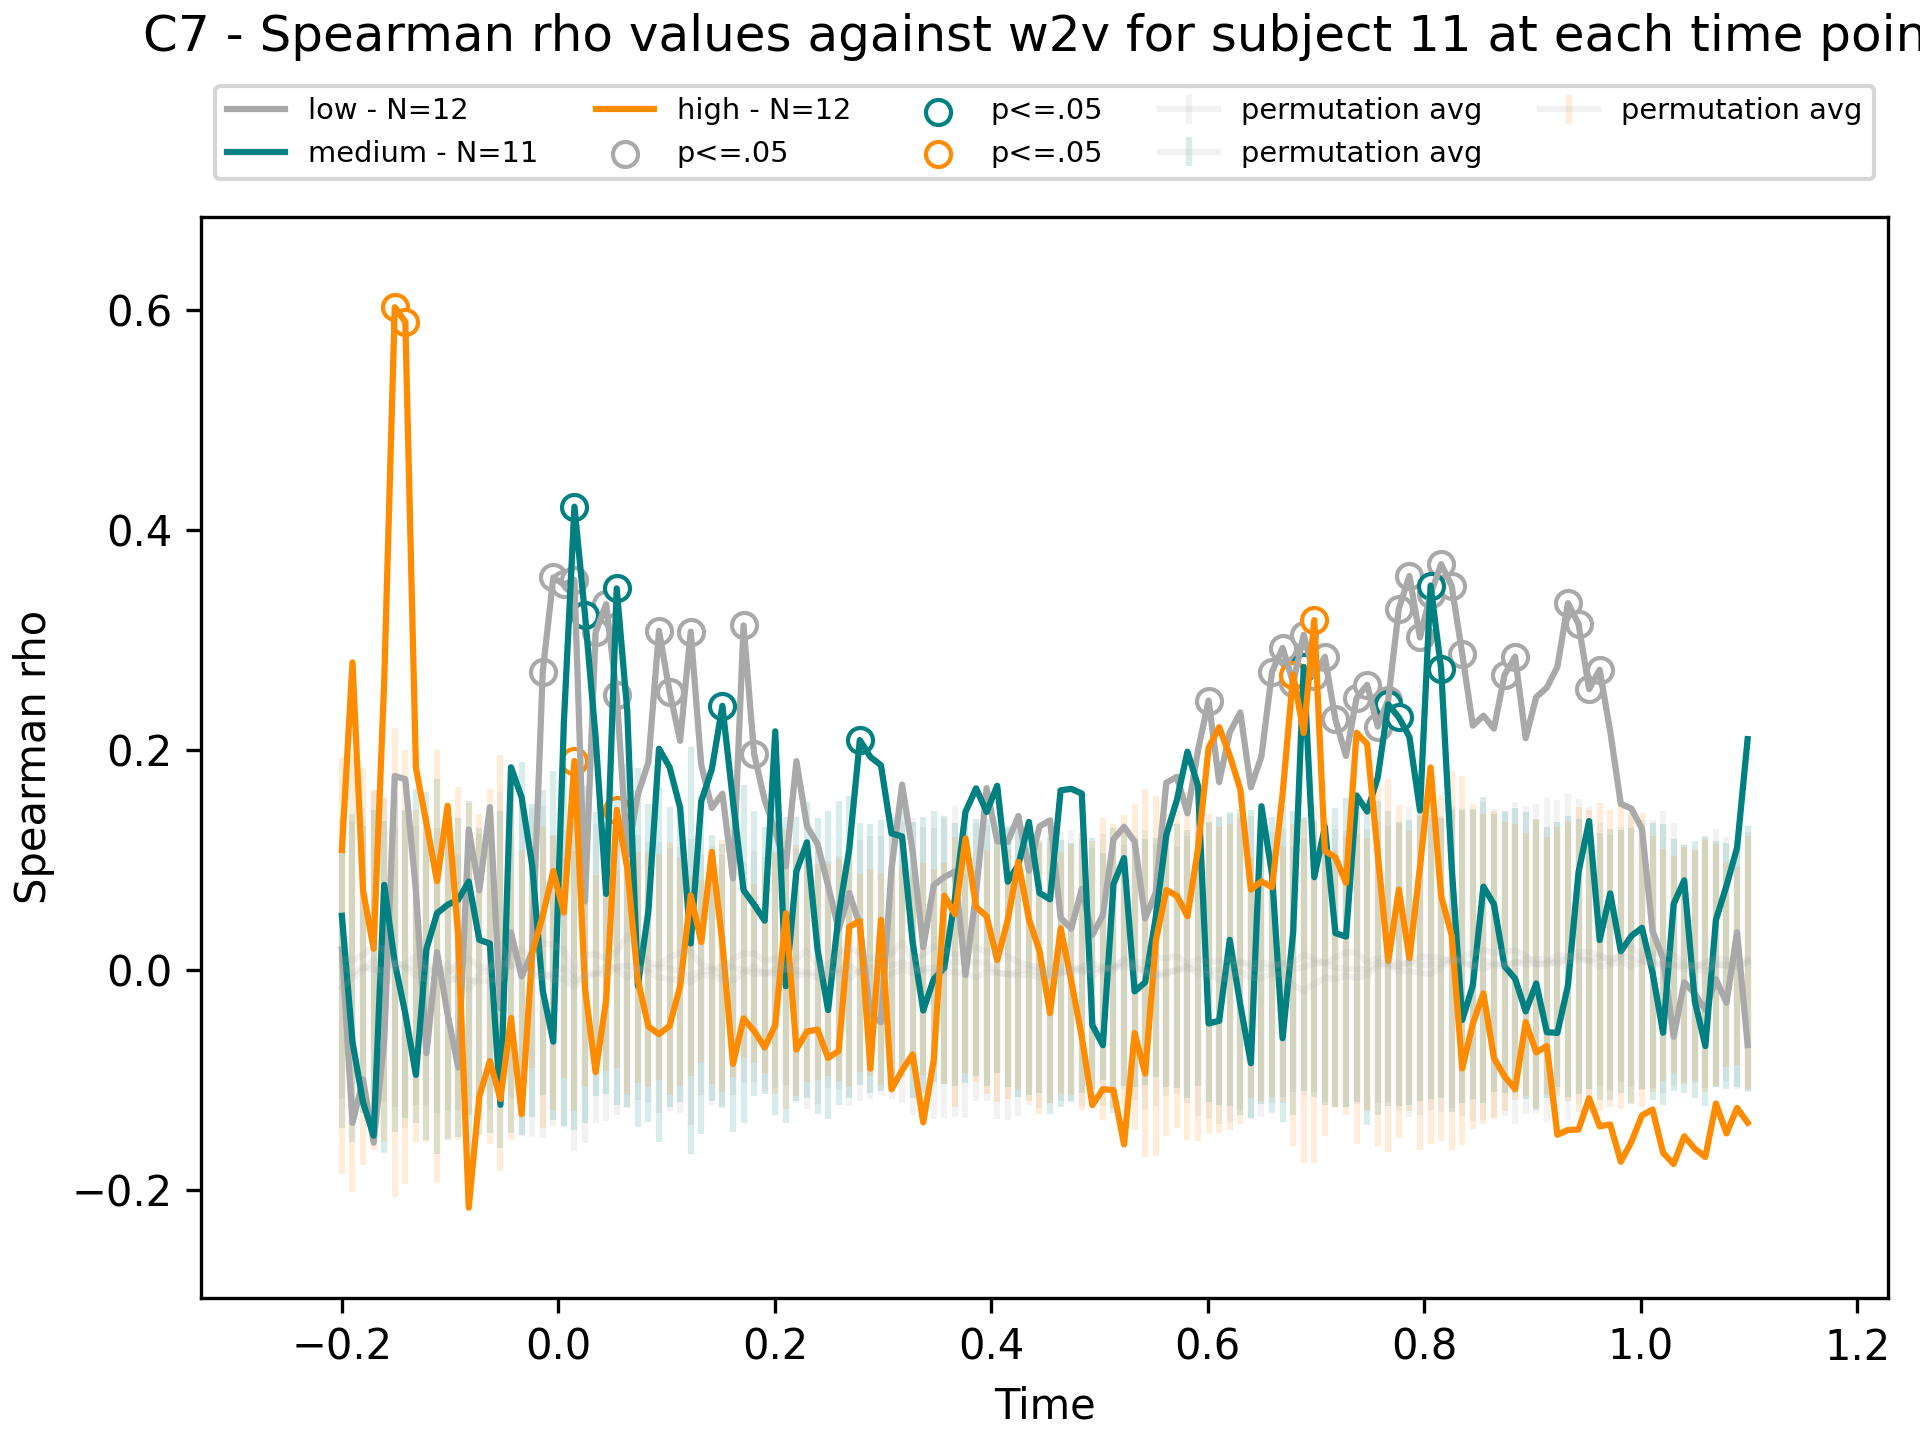 C7 - Spearman rho values against w2v for subject 11 at each time poin
low - N=12 high - N=12 p<=.05 permutation avg permutation avg
medium - N=11 p<=.05 p<=.05 permutation avg
Spearman rho
0.6
0.4
0.2
0.0
−0.2
−0.2 0.0 0.2 0.4 0.6 0.8 1.0 1.2
Time